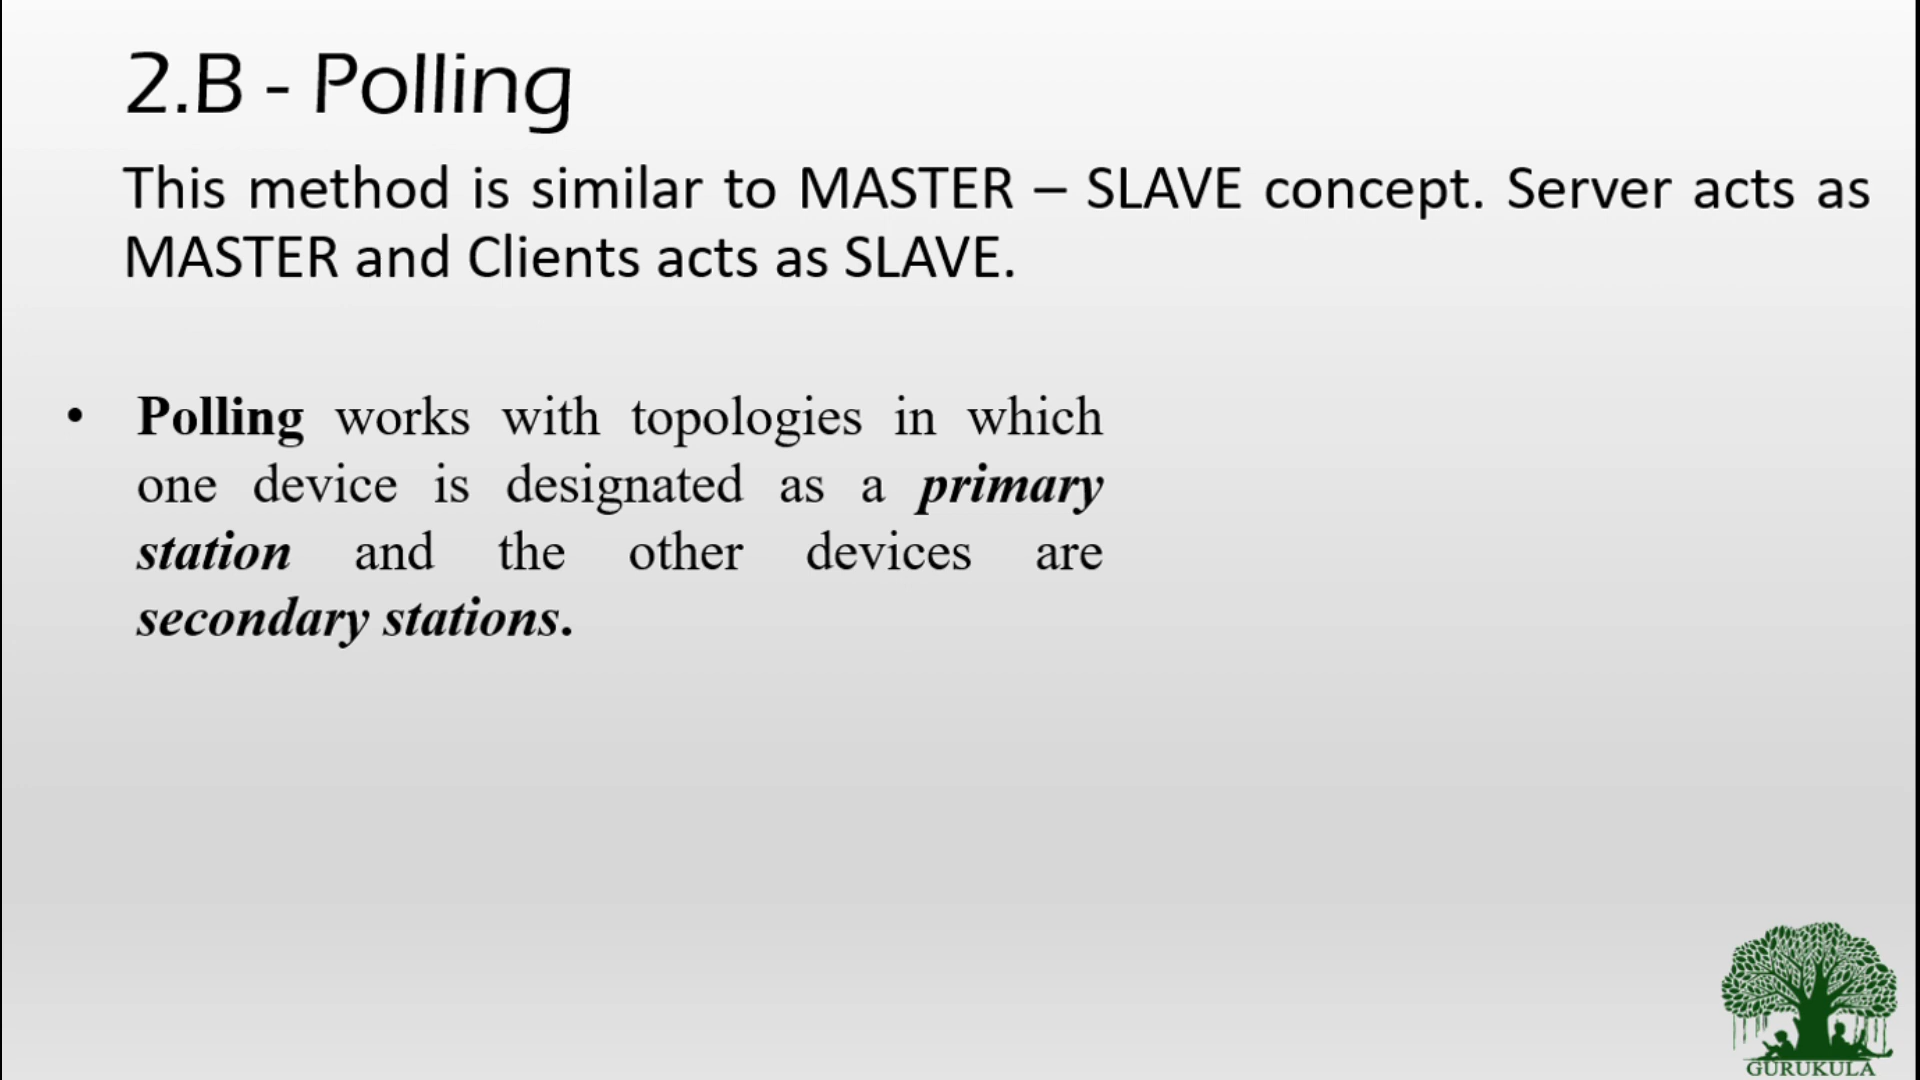 2.B - Polling
This method is similar to MASTER – SLAVE concept. Server acts as
MASTER and Clients acts as SLAVE.
• Polling works with topologies in which
one device is designated as a primary
station and the other devices are
secondary stations.
GURUKULA